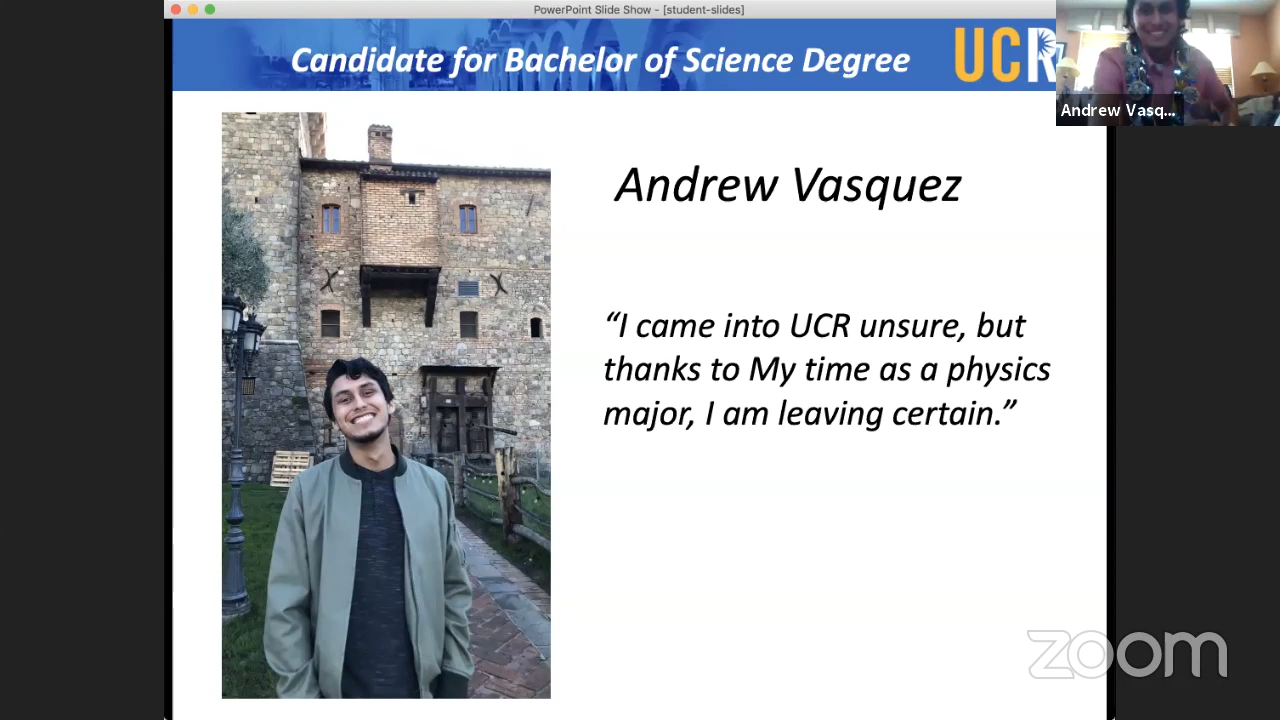 PowerPoint Slide Show - [student-slides]
Candidate for Bachelor of Science Degree
UCR
Andrew Vasq...
Andrew Vasquez
“I came into UCR unsure, but
thanks to My time as a physics
major, I am leaving certain.”
zoom